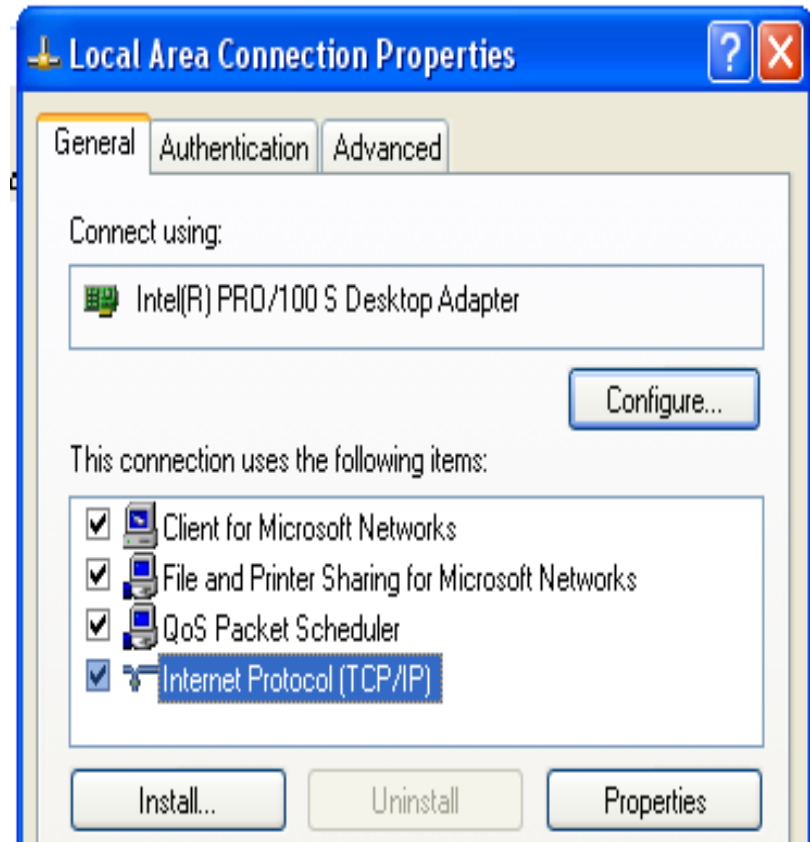 Local Area Connection Properties
?
General Authentication Advanced
Connect using:
Intel(R) PRO/100 S Desktop Adapter
Configure...
This connection uses the following items:
Client for Microsoft Networks
File and Printer Sharing for Microsoft Networks
QoS Packet Scheduler
Internet Protocol (TCP/IP)
Install... Uninstall Properties